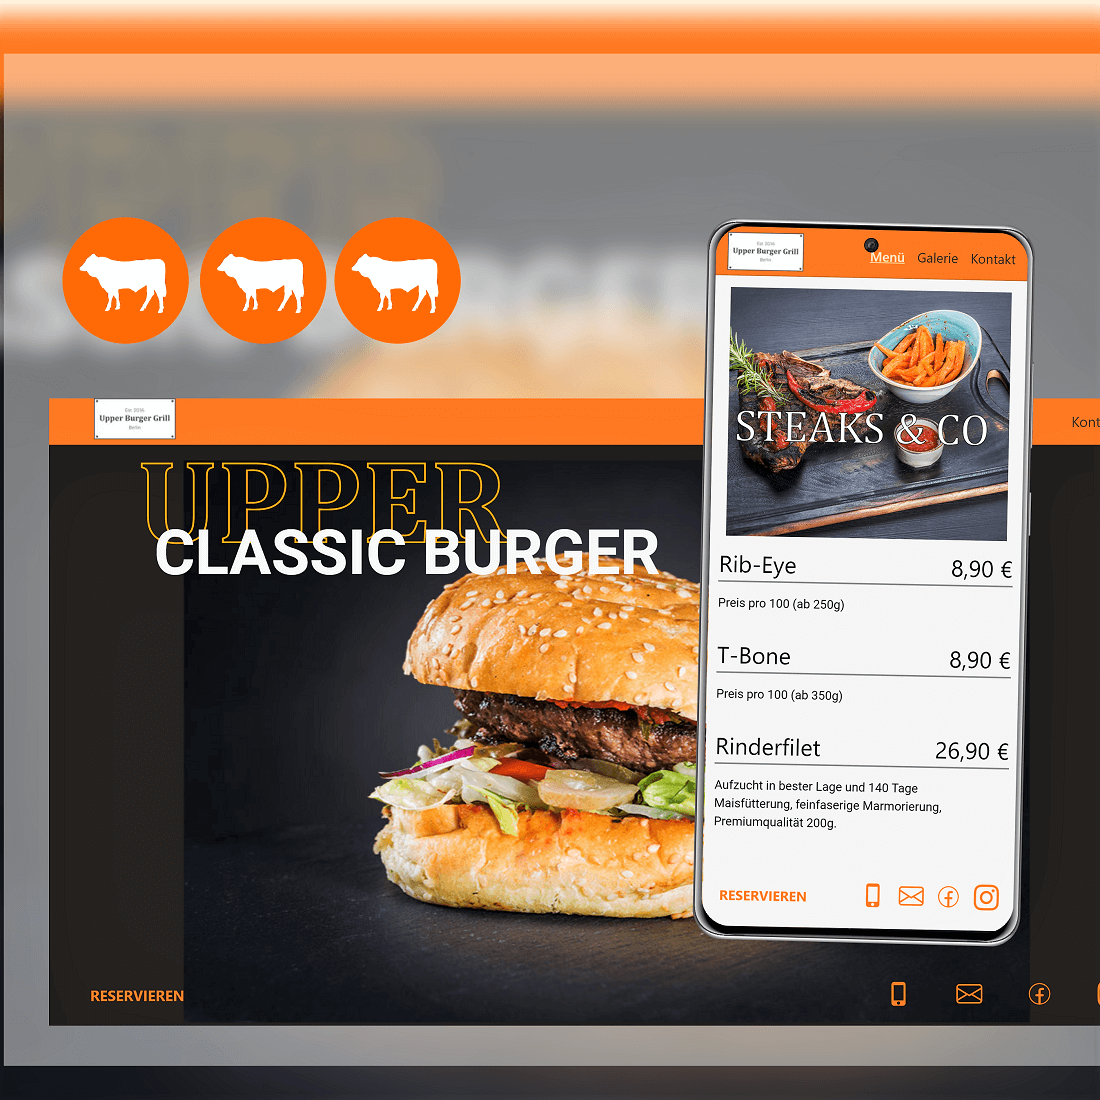 Est 2016
Upper Burger Grill
Berlin
Kont
UPPER
CLASSIC BURGER
RESERVIEREN
Est 2016
Upper Burger Grill
Berlin
Menü Galerie Kontakt
STEAKS & CO
Rib-Eye 8,90 €
Preis pro 100 (ab 250g)
T-Bone 8,90 €
Preis pro 100 (ab 350g)
Rinderfilet 26,90 €
Aufzucht in bester Lage und 140 Tage
Maisfütterung, feinfaserige Marmorierung,
Premiumqualität 200g.
RESERVIEREN